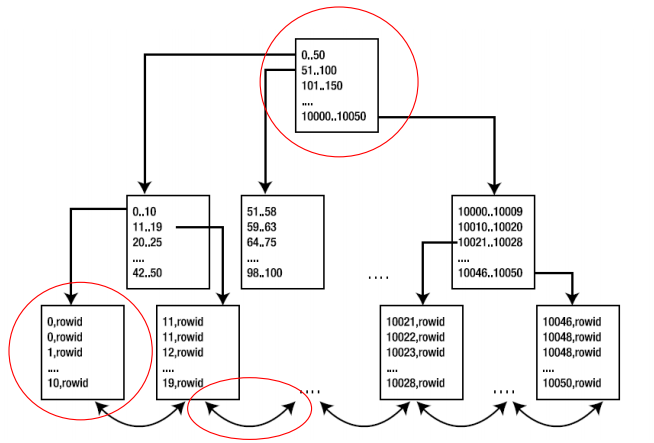 0..50
51..100
101..150
....
10000..10050
0..10
11..19
20..25
....
42..50
51..58
59..63
64..75
....
98..100
....
10000..10009
10010..10020
10021..10028
....
10046..10050
0,rowid
0,rowid
1,rowid
....
10,rowid
11,rowid
11,rowid
12,rowid
....
19,rowid
....
10021,rowid
10022,rowid
10023,rowid
....
10028,rowid
....
10046,rowid
10048,rowid
10048,rowid
....
10050,rowid